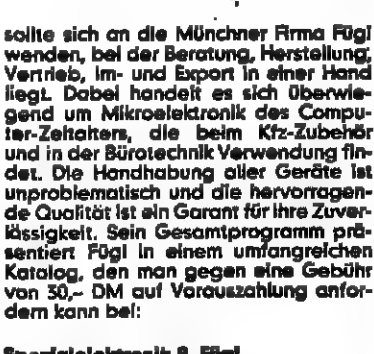 sollte sich an die Münchner Firma Fügl
wenden, bei der Beratung, Herstellung,
Vertrieb, Im- und Export in einer Hand
liegt. Dabei handelt es sich überwie-
gend um Mikroelektronik des Compu-
ter-Zeitalters, die beim Kfz-Zubehör
und in der Bürotechnik Verwendung fin-
det. Die Handhabung aller Geräte ist
unproblematisch und die hervorragen-
de Qualität ist ein Garant für ihre Zuver-
lässigkeit. Sein Gesamtprogramm prä-
sentiert Fügl in einem umfangreichen
Katalog, den man gegen eine Gebühr
von 30,– DM auf Vorauszahlung anfor-
dern kann bei:
Spezialelektronik Fügl